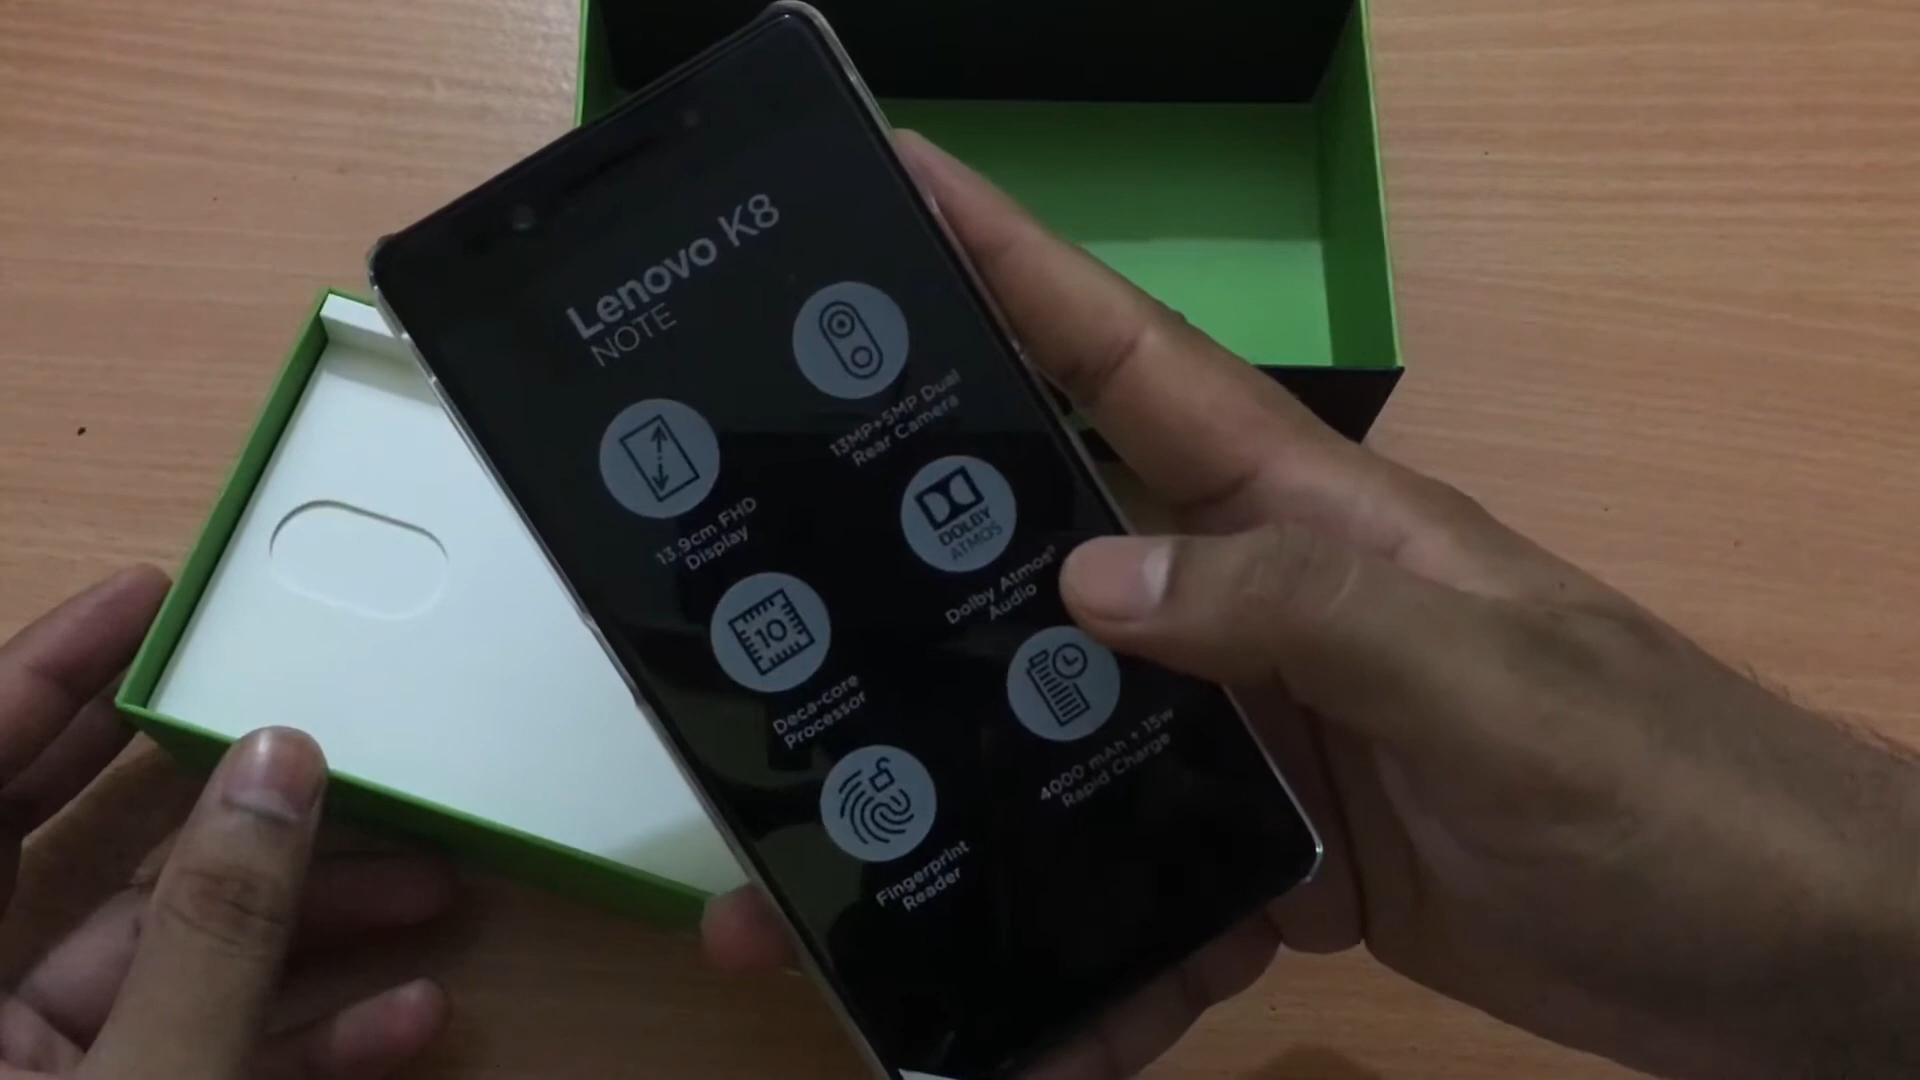 Lenovo K8
NOTE
13MP+5MP Dual
Rear Camera
13.9cm FHD
Display
DOLBY
ATMOS
Dolby Atmos®
Audio
10
Deca-core
Processor
4000 mAh + 15w
Rapid Charge
Fingerprint
Reader